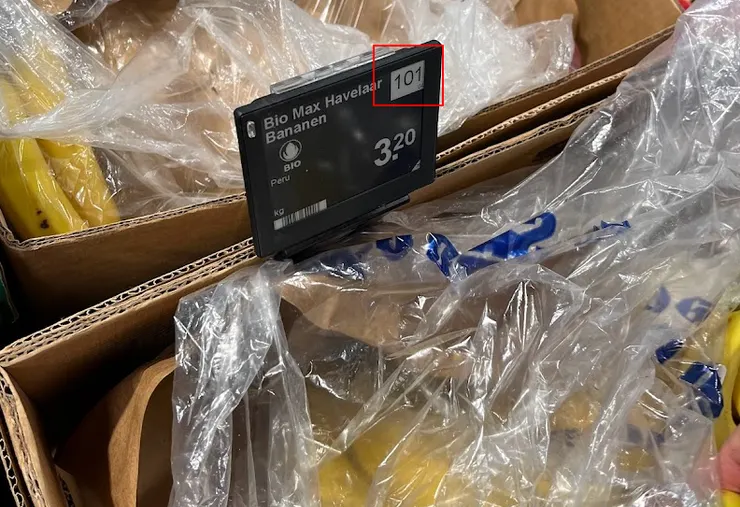 Bio Max Havelaar 101
Bananen
3.20
BIO
Peru
kg